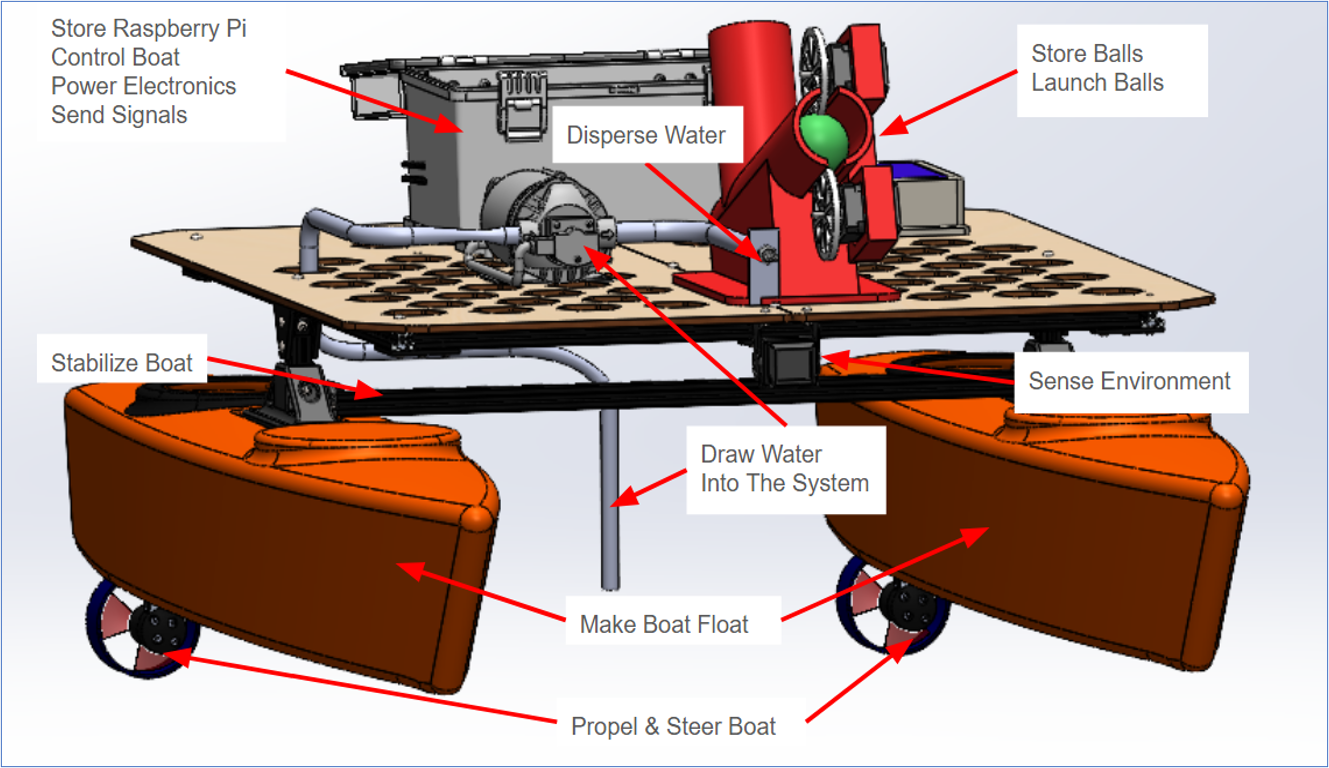 Store Raspberry Pi
Control Boat
Power Electronics
Send Signals
Store Balls
Launch Balls
Disperse Water
Stabilize Boat
Sense Environment
Draw Water
Into The System
Make Boat Float
Propel & Steer Boat